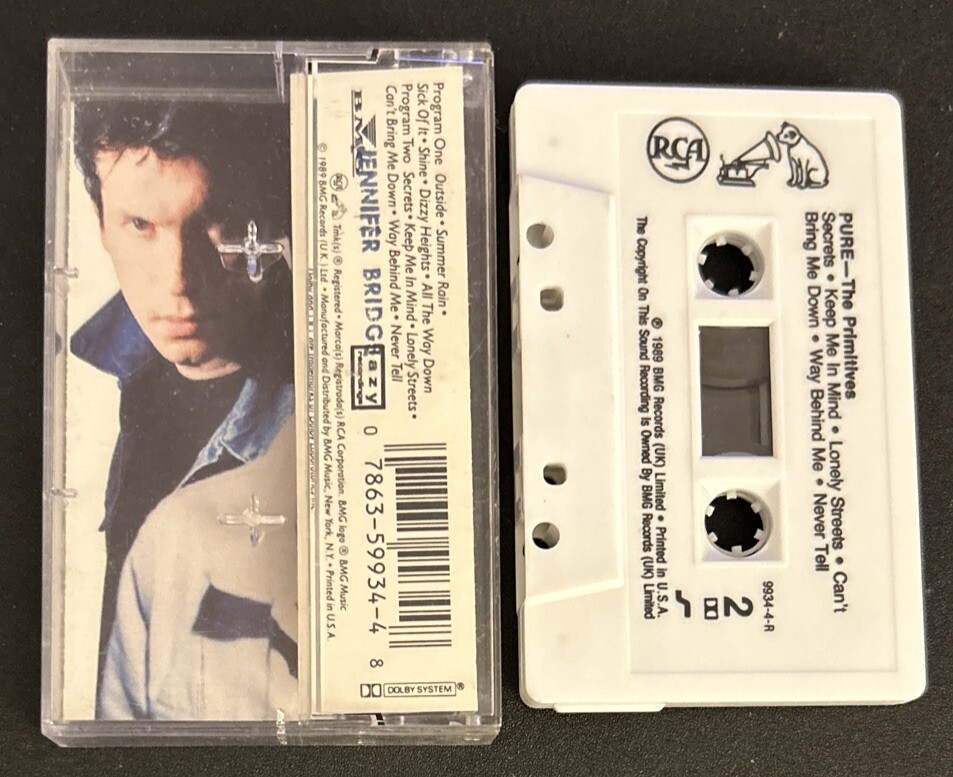 Program One Outside • Summer Rain •
Sick Of It • Shine • Dizzy Heights • All The Way Down
Program Two Secrets • Keep Me In Mind • Lonely Streets •
Can't Bring Me Down • Way Behind Me • Never Tell
BM
JENNIFER BRIDG
lazy
recordings
0 7863-59934-4 8
DOLBY SYSTEM ®
RCA Tmk(s) ® Registered • Marca(s) Registrada(s) RCA Corporation. BMG logo ® BMG Music
© 1989 BMG Records (U.K.) Ltd. • Manufactured and Distributed by BMG Music, New York, N.Y. • Printed in U.S.A.
RCA
PURE—The Primitives
Secrets • Keep Me In Mind • Lonely Streets • Can't
Bring Me Down • Way Behind Me • Never Tell
9934-4-R
2
℗ 1989 BMG Records (UK) Limited • Printed in U.S.A.
The Copyright On This Sound Recording Is Owned By BMG Records (UK) Limited